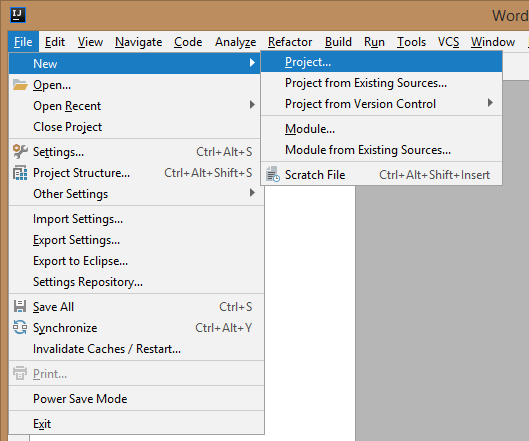 IJ
Word
File Edit View Navigate Code Analyze Refactor Build Run Tools VCS Window
New
Open...
Open Recent
Close Project
Settings... Ctrl+Alt+S
Project Structure... Ctrl+Alt+Shift+S
Other Settings
Import Settings...
Export Settings...
Export to Eclipse...
Settings Repository...
Save All Ctrl+S
Synchronize Ctrl+Alt+Y
Invalidate Caches / Restart...
Print...
Power Save Mode
Exit
Project...
Project from Existing Sources...
Project from Version Control
Module...
Module from Existing Sources...
Scratch File Ctrl+Alt+Shift+Insert